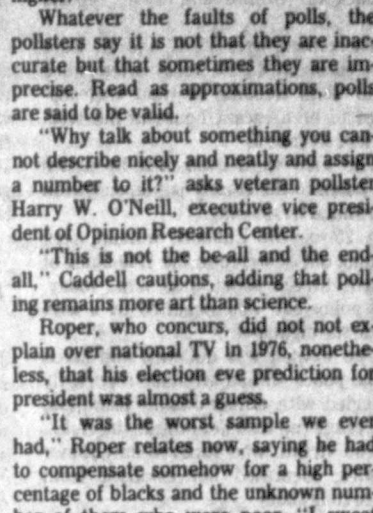 Whatever the faults of polls, the
pollsters say it is not that they are inac-
curate but that sometimes they are im-
precise. Read as approximations, polls
are said to be valid.
"Why talk about something you can-
not describe nicely and neatly and assign
a number to it?" asks veteran pollster
Harry W. O'Neill, executive vice presi-
dent of Opinion Research Center.
"This is not the be-all and the end-
all," Caddell cautions, adding that poll-
ing remains more art than science.
Roper, who concurs, did not not ex-
plain over national TV in 1976, nonethe-
less, that his election eve prediction for
president was almost a guess.
"It was the worst sample we ever
had," Roper relates now, saying he had
to compensate somehow for a high per-
centage of blacks and the unknown num-